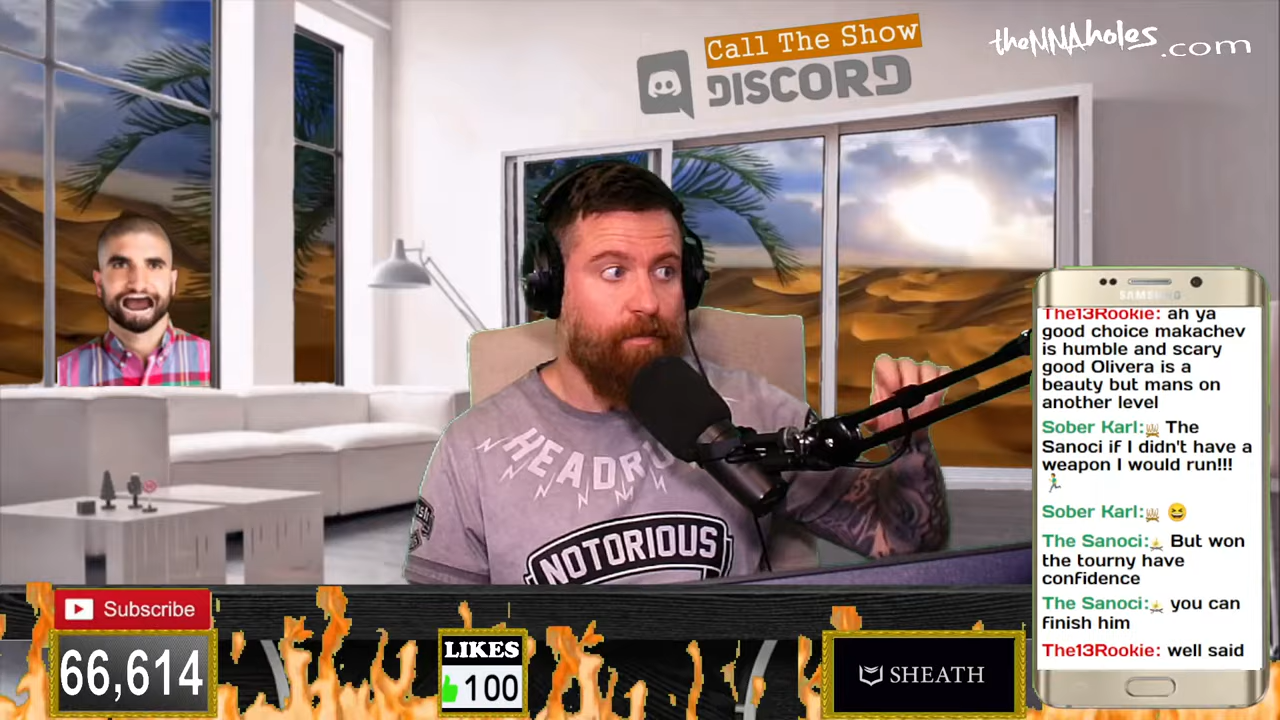 Call The Show
DISCORD
theMMAholes.com
HEADRU
NOTORIOUS
SAMSUNG
The13Rookie: ah ya
good choice makachev
is humble and scary
good Olivera is a
beauty but mans on
another level
Sober Karl: The
Sanoci if I didn't have a
weapon I would run!!!
Sober Karl:
The Sanoci: But won
the tourny have
confidence
The Sanoci: you can
finish him
The13Rookie: well said
Subscribe
66,614
LIKES
100
SHEATH